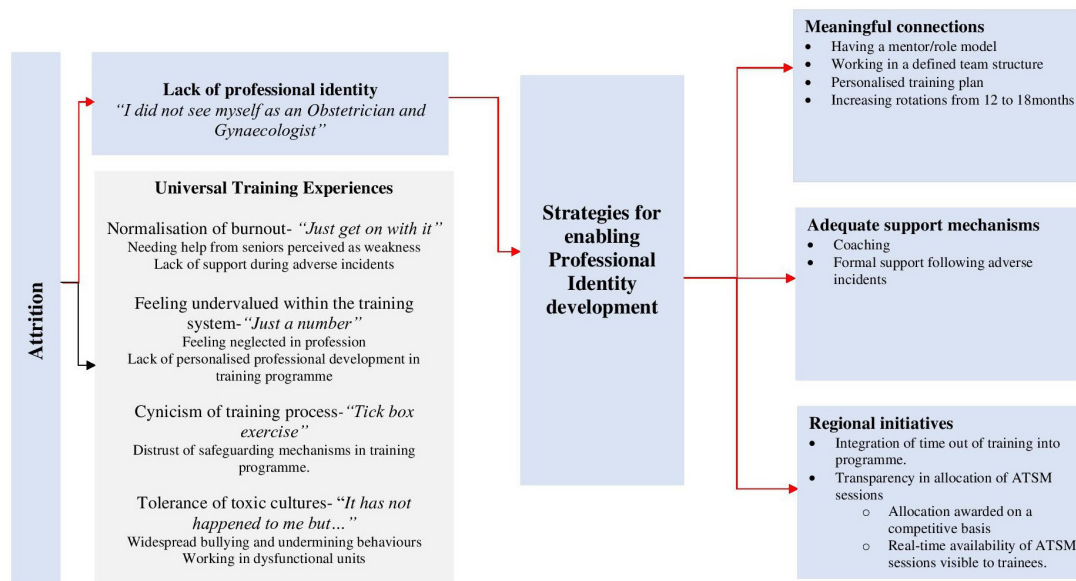 Attrition
Lack of professional identity
“I did not see myself as an Obstetrician and
Gynaecologist”
Universal Training Experiences
Normalisation of burnout- “Just get on with it”
Needing help from seniors perceived as weakness
Lack of support during adverse incidents
Feeling undervalued within the training
system-“Just a number”
Feeling neglected in profession
Lack of personalised professional development in
training programme
Cynicism of training process-“Tick box
exercise”
Distrust of safeguarding mechanisms in training
programme.
Tolerance of toxic cultures- “It has not
happened to me but…”
Widespread bullying and undermining behaviours
Working in dysfunctional units
Strategies for
enabling
Professional
Identity
development
Meaningful connections
• Having a mentor/role model
• Working in a defined team structure
• Personalised training plan
• Increasing rotations from 12 to 18months
Adequate support mechanisms
• Coaching
• Formal support following adverse
incidents
Regional initiatives
• Integration of time out of training into
programme.
• Transparency in allocation of ATSM
sessions
o Allocation awarded on a
competitive basis
o Real-time availability of ATSM
sessions visible to trainees.